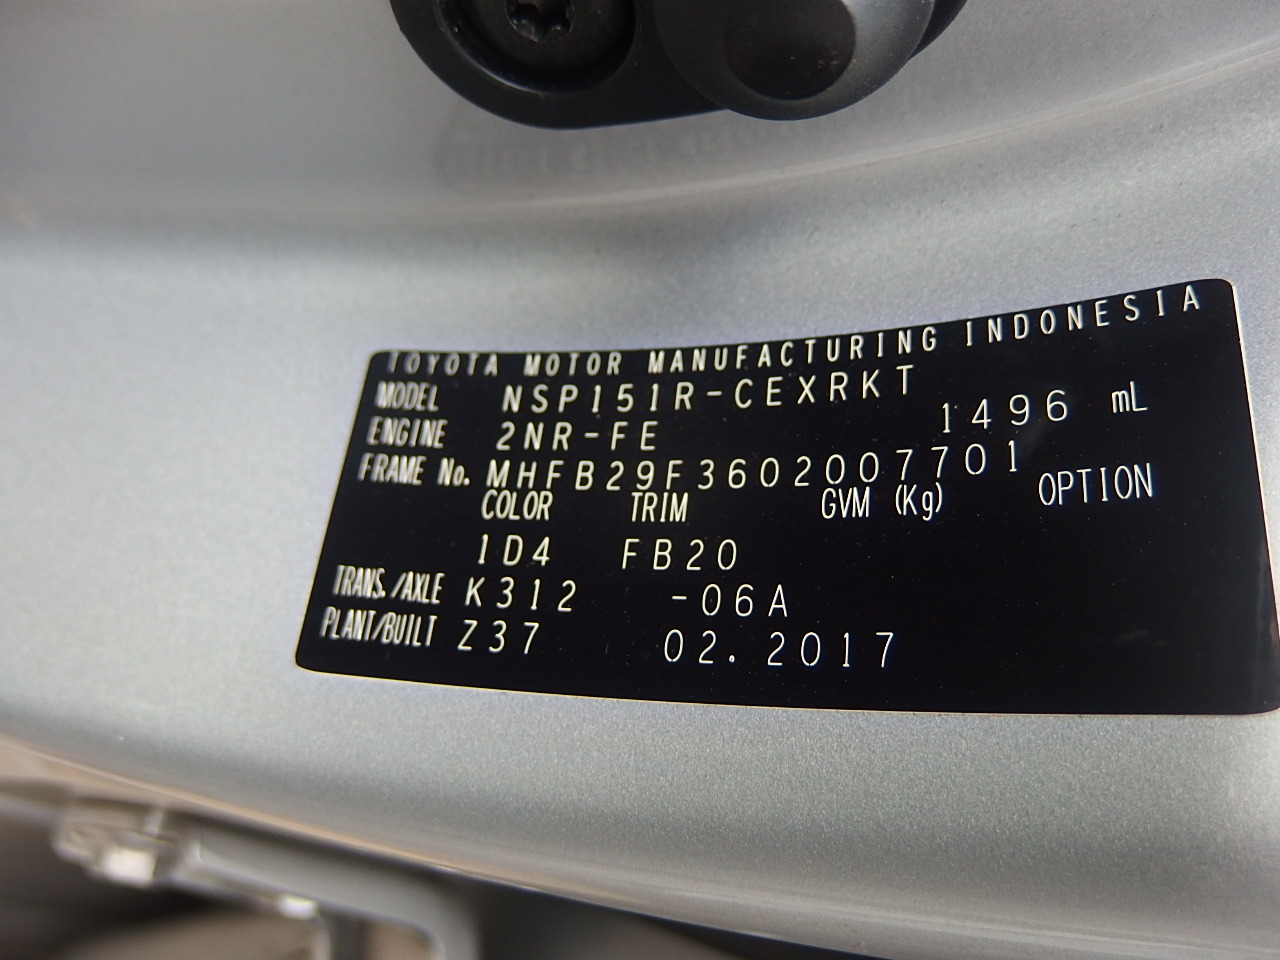 TOYOTA MOTOR MANUFACTURING INDONESIA
MODEL NSP151R-CEXRKT
ENGINE 2NR-FE 1496 mL
FRAME No. MHFB29F3602007701
COLOR TRIM GVM (Kg) OPTION
1D4 FB20
TRANS./AXLE K312 -06A
PLANT/BUILT Z37 02.2017